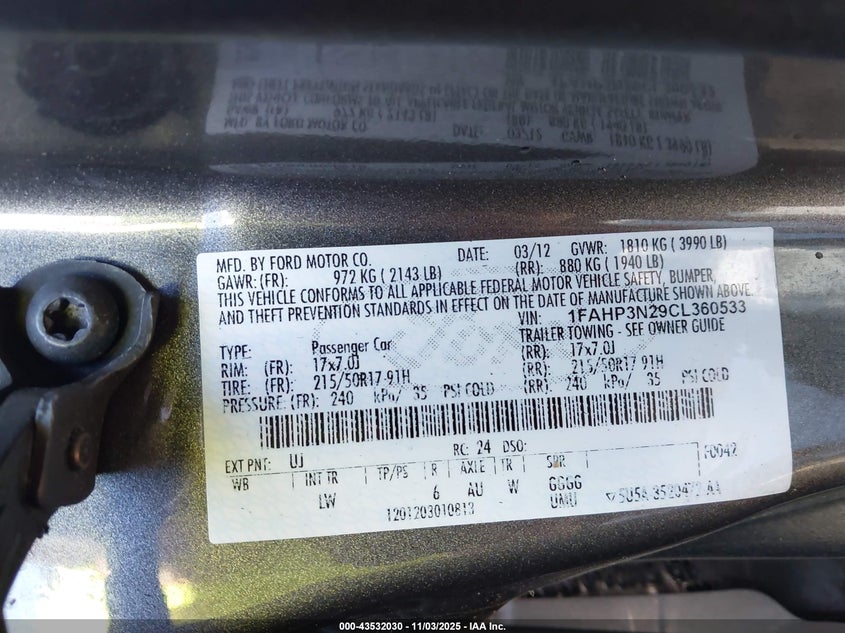 MFD. BY FORD MOTOR CO. DATE: 03/12 GVWR: 1810 KG ( 3990 LB)
GAWR: (FR): 972 KG ( 2143 LB) (RR): 880 KG ( 1940 LB)
THIS VEHICLE CONFORMS TO ALL APPLICABLE FEDERAL MOTOR VEHICLE SAFETY, BUMPER,
AND THEFT PREVENTION STANDARDS IN EFFECT ON THE DATE OF MANUFACTURE SHOWN ABOVE.
VIN: 1FAHP3N29CL360533
TYPE: Passenger Car TRAILER TOWING - SEE OWNER GUIDE
RIM: (FR): 17x7.0J (RR): 17x7.0J
TIRE: (FR): 215/50R17 91H (RR): 215/50R17 91H
PRESSURE: (FR): 240 kPa/ 35 PSI COLD (RR): 240 kPa/ 35 PSI COLD
EXT PNT: UJ RC: 24 DSO: F0042
WB INT TR TP/PS R AXLE TR SPR
LW 6 AU W GGGG
1201203010813 UMU
000-43532030 - 11/03/2025 - IAA Inc.